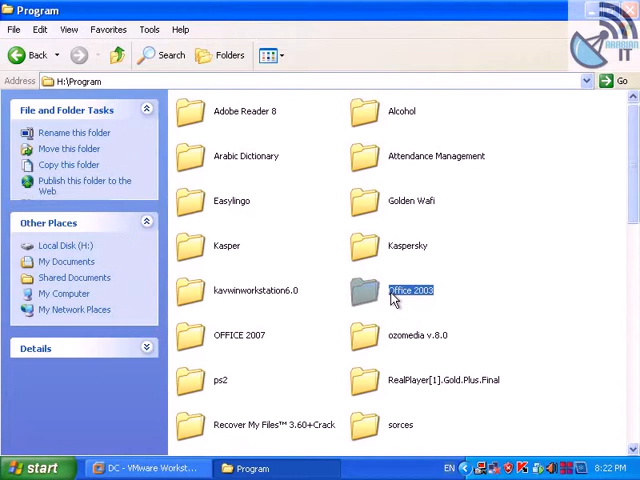 Program
File Edit View Favorites Tools Help
Back Search Folders
Address H:\Program Go
ARABIAN
IT
File and Folder Tasks
Rename this folder
Move this folder
Copy this folder
Publish this folder to the
Web
Other Places
Local Disk (H:)
My Documents
Shared Documents
My Computer
My Network Places
Details
Adobe Reader 8 Alcohol
Arabic Dictionary Attendance Management
Easylingo Golden Wafi
Kasper Kaspersky
kavwinworkstation6.0 Office 2003
OFFICE 2007 ozomedia v.8.0
ps2 RealPlayer[1].Gold.Plus.Final
Recover My Files™ 3.60+Crack sorces
start DC - VMware Workst... Program EN 8:22 PM